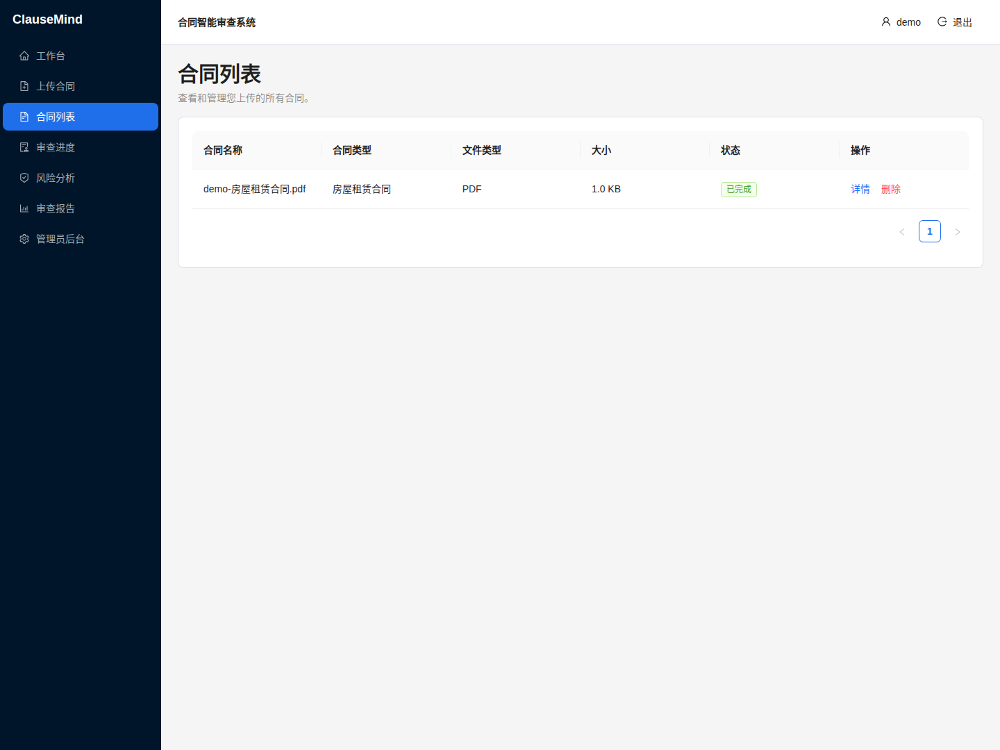 ClauseMind
工作台
上传合同
合同列表
审查进度
风险分析
审查报告
管理员后台
合同智能审查系统
demo
退出
合同列表
查看和管理您上传的所有合同。
合同名称 合同类型 文件类型 大小 状态 操作
demo-房屋租赁合同.pdf 房屋租赁合同 PDF 1.0 KB 已完成 详情 删除
1